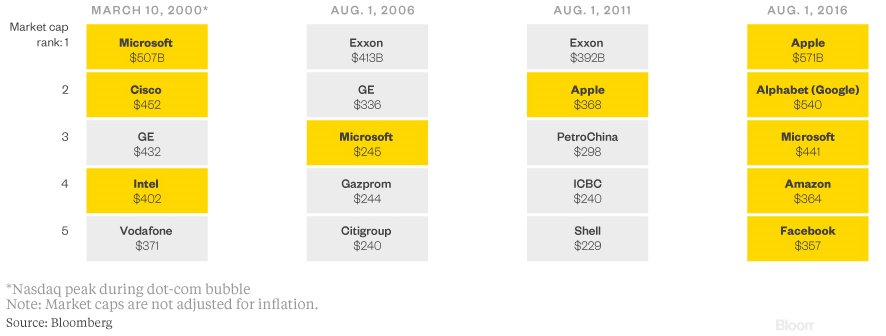 MARCH 10, 2000*
AUG. 1, 2006
AUG. 1, 2011
AUG. 1, 2016
Market cap
rank: 1
Microsoft
$507B
Exxon
$413B
Exxon
$392B
Apple
$571B
2
Cisco
$452
GE
$336
Apple
$368
Alphabet (Google)
$540
3
GE
$432
Microsoft
$245
PetroChina
$298
Microsoft
$441
4
Intel
$402
Gazprom
$244
ICBC
$240
Amazon
$364
5
Vodafone
$371
Citigroup
$240
Shell
$229
Facebook
$357
*Nasdaq peak during dot-com bubble
Note: Market caps are not adjusted for inflation.
Source: Bloomberg